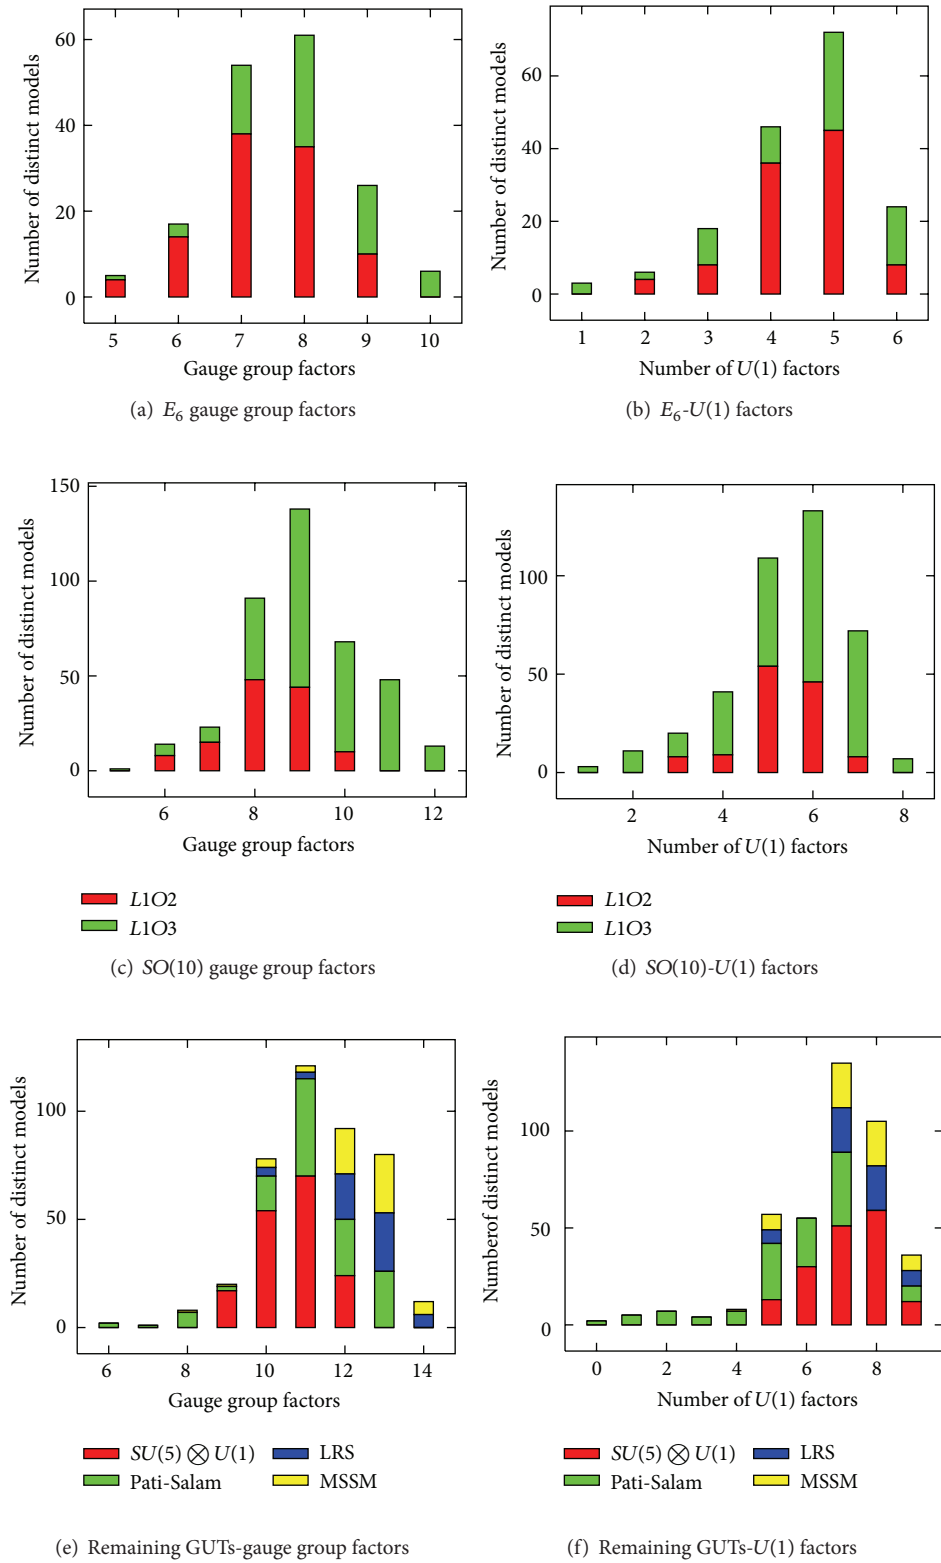 Number of distinct models
60
40
20
0
5 6 7 8 9 10
Gauge group factors
(a) E6 gauge group factors
Number of distinct models
60
40
20
0
1 2 3 4 5 6
Number of U(1) factors
(b) E6-U(1) factors
Number of distinct models
150
100
50
0
6 8 10 12
Gauge group factors
L1O2
L1O3
(c) SO(10) gauge group factors
Number of distinct models
100
50
0
2 4 6 8
Number of U(1) factors
L1O2
L1O3
(d) SO(10)-U(1) factors
Number of distinct models
100
50
0
6 8 10 12 14
Gauge group factors
SU(5) ⊗ U(1) LRS
Pati-Salam MSSM
(e) Remaining GUTs-gauge group factors
Numberof distinct models
100
50
0
0 2 4 6 8
Number of U(1) factors
SU(5) ⊗ U(1) LRS
Pati-Salam MSSM
(f) Remaining GUTs-U(1) factors